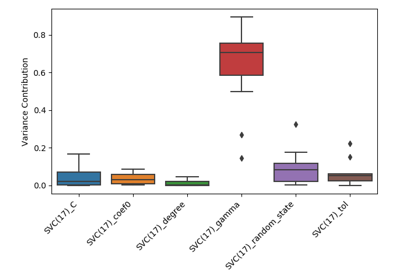 0.8
0.6
0.4
0.2
0.0
Variance Contribution
SVC(17)_C
SVC(17)_coef0
SVC(17)_degree
SVC(17)_gamma
SVC(17)_random_state
SVC(17)_tol